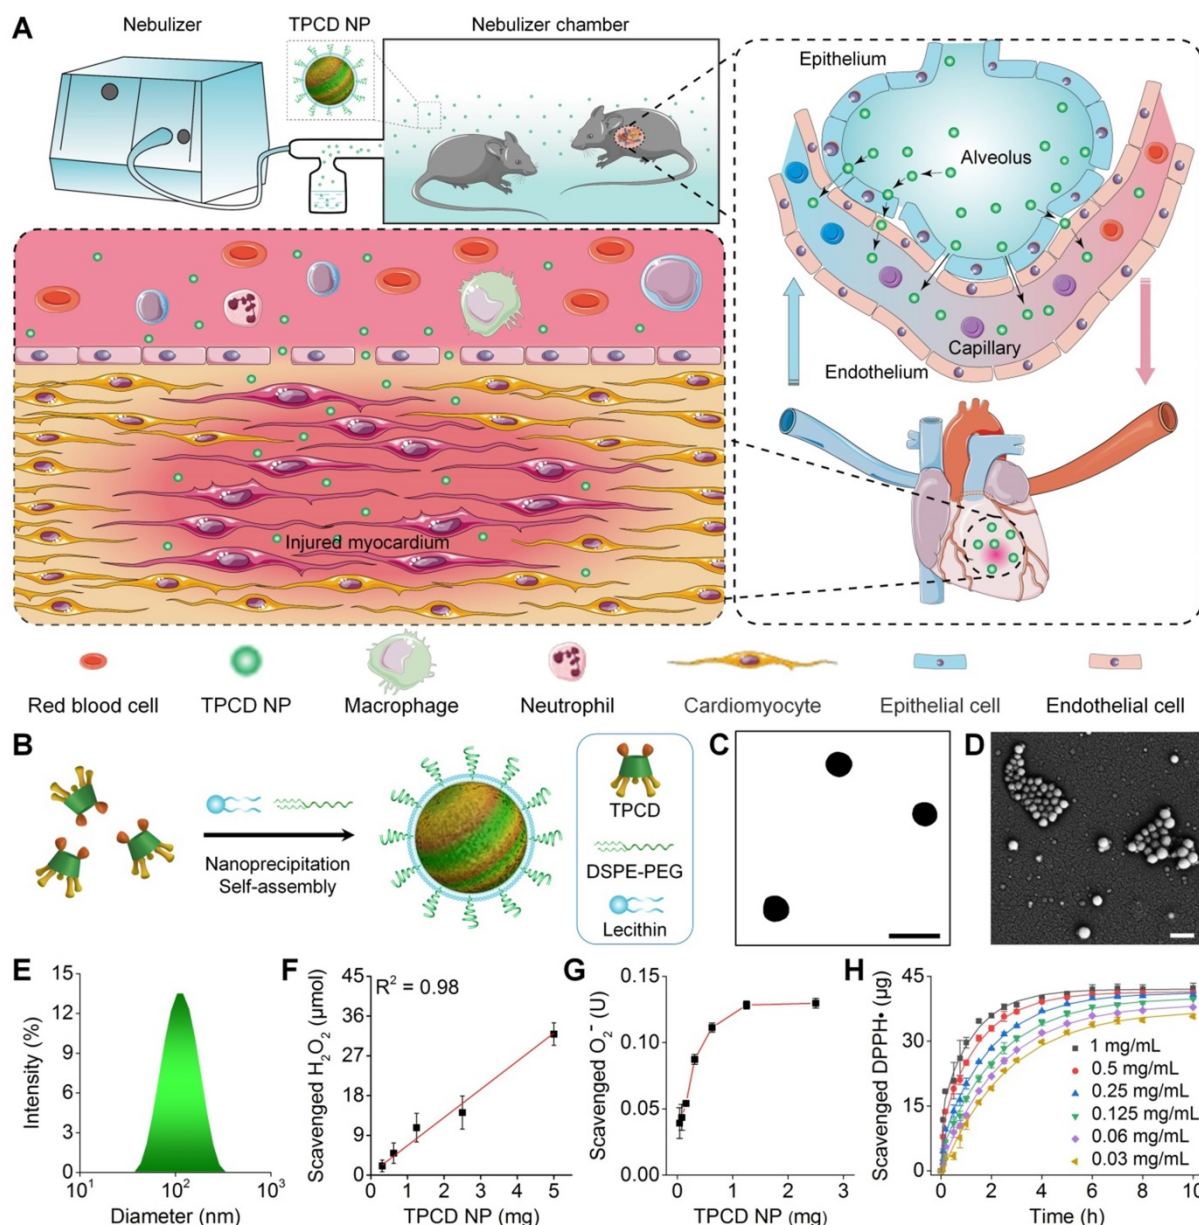 A
Nebulizer
TPCD NP
Nebulizer chamber
Epithelium
Alveolus
Capillary
Endothelium
Injured myocardium
Red blood cell
TPCD NP
Macrophage
Neutrophil
Cardiomyocyte
Epithelial cell
Endothelial cell
B
Nanoprecipitation
Self-assembly
TPCD
DSPE-PEG
Lecithin
C
D
E
Intensity (%)
15
12
9
6
3
0
10¹
10²
10³
Diameter (nm)
F
R² = 0.98
Scavenged H₂O₂ (μmol)
45
36
27
18
9
0
0
1
2
3
4
5
TPCD NP (mg)
G
Scavenged O₂⁻ (U)
0.15
0.10
0.05
0.00
0
1
2
3
TPCD NP (mg)
H
Scavenged DPPH• (μg)
45
30
15
0
1 mg/mL
0.5 mg/mL
0.25 mg/mL
0.125 mg/mL
0.06 mg/mL
0.03 mg/mL
0
2
4
6
8
10
Time (h)